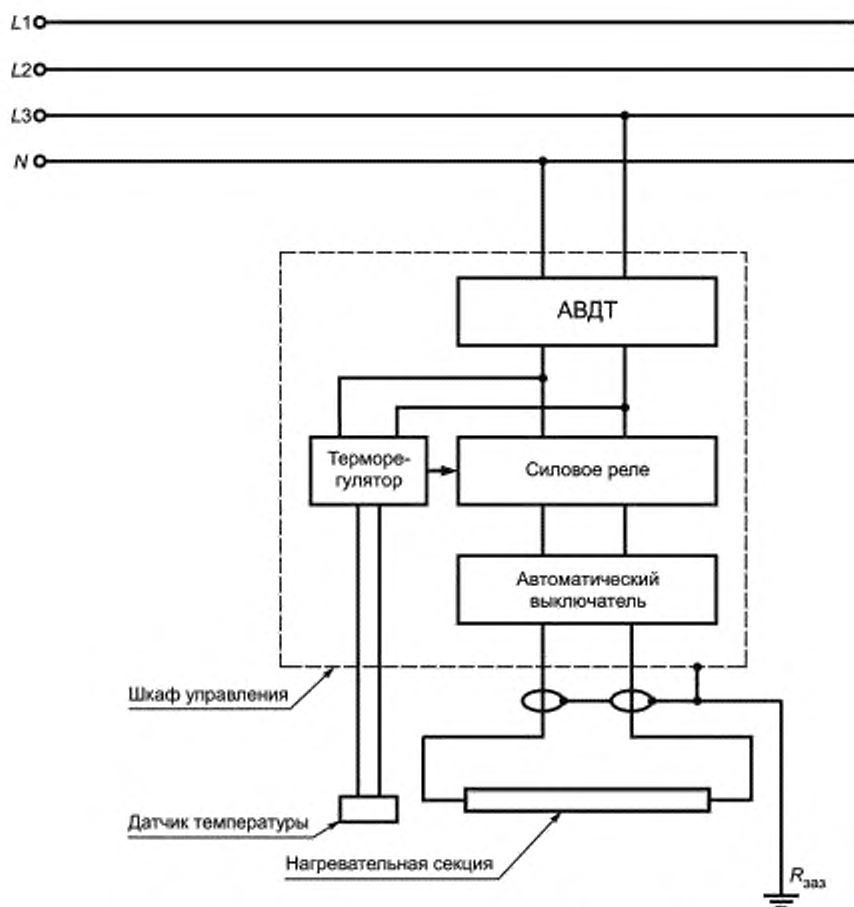 L1
L2
L3
N
АВДТ
Терморе-
гулятор
Силовое реле
Автоматический
выключатель
Шкаф управления
Датчик температуры
Нагревательная секция
Rзаз